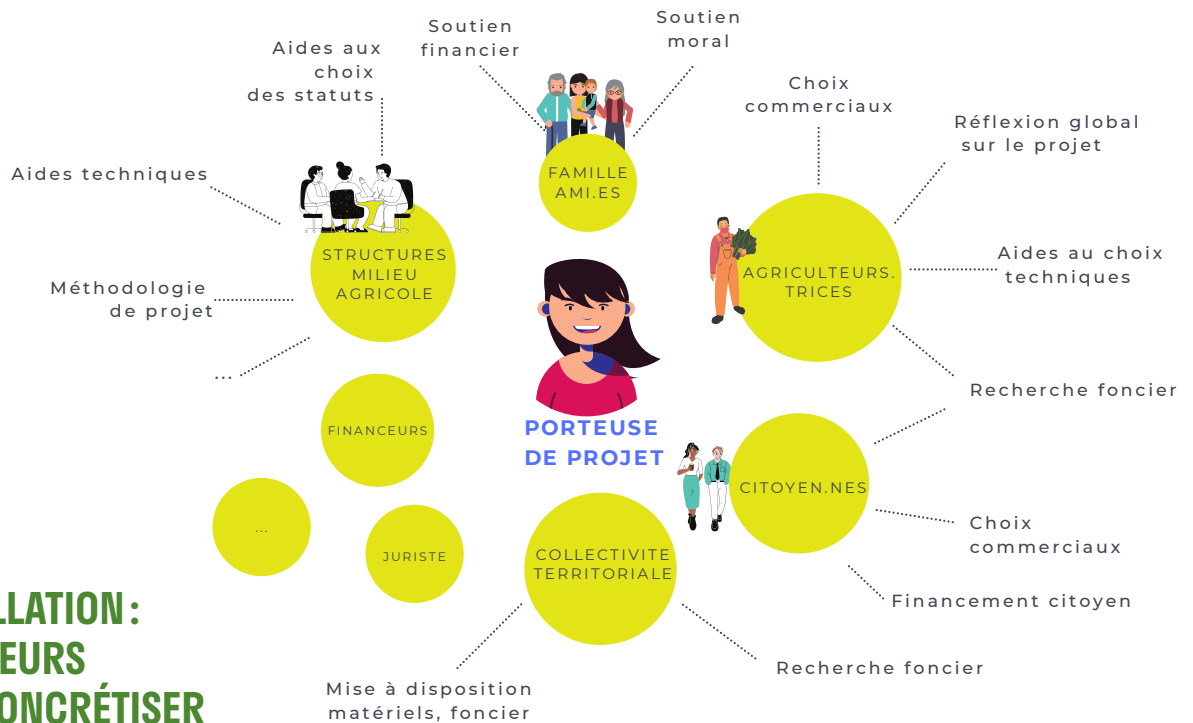 Soutien
financier
Soutien
moral
Aides aux
choix
des statuts
Choix
commerciaux
Réflexion global
sur le projet
Aides techniques
FAMILLE
AMI.ES
STRUCTURES
MILIEU
AGRICOLE
AGRICULTEURS.
TRICES
Aides au choix
techniques
Méthodologie
de projet
...
Recherche foncier
FINANCEURS
PORTEUSE
DE PROJET
CITOYEN.NES
...
JURISTE
COLLECTIVITE
TERRITORIALE
Choix
commerciaux
Financement citoyen
LLATION :
EURS
ONCRÉTISER
Recherche foncier
Mise à disposition
matériels, foncier